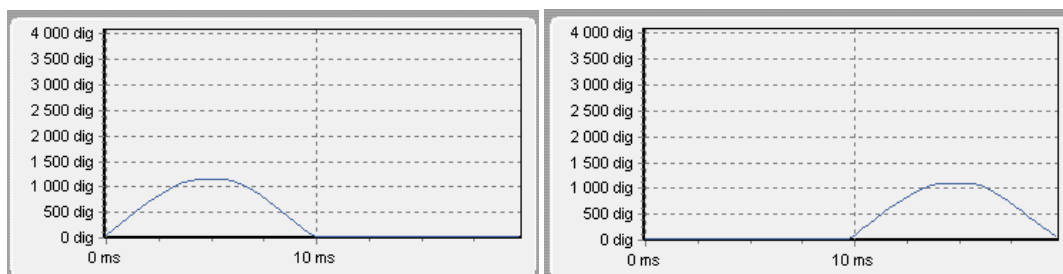 4 000 dig
3 500 dig
3 000 dig
2 500 dig
2 000 dig
1 500 dig
1 000 dig
500 dig
0 dig
0 ms 10 ms
4 000 dig
3 500 dig
3 000 dig
2 500 dig
2 000 dig
1 500 dig
1 000 dig
500 dig
0 dig
0 ms 10 ms